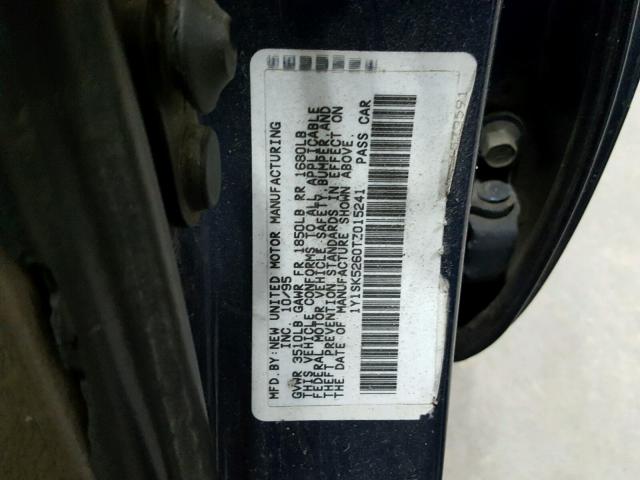 MFD.BY:NEW UNITED MOTOR MANUFACTURING
INC. 10/95
GVWR 3510LB GAWR FR 1850LB RR 1680LB
THIS VEHICLE CONFORMS TO ALL APPLICABLE
FEDERAL MOTOR VEHICLE SAFETY, BUMPER, AND
THEFT PREVENTION STANDARDS IN EFFECT ON
THE DATE OF MANUFACTURE SHOWN ABOVE.
1Y1SK5260TZ015241 PASS CAR